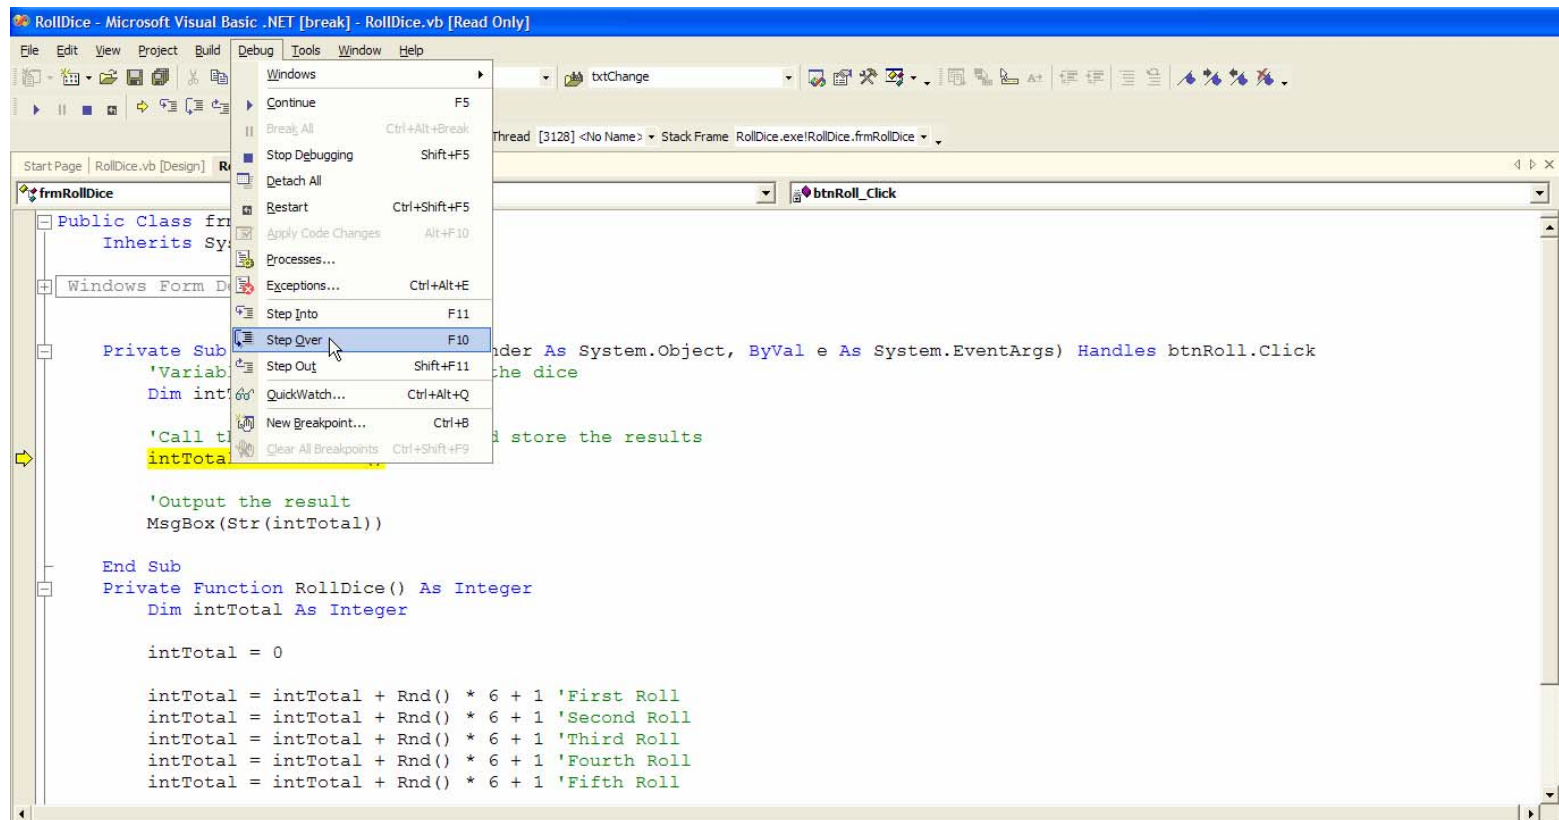 RollDice - Microsoft Visual Basic .NET [break] - RollDice.vb [Read Only]
File Edit View Project Build Debug Tools Window Help
txtChange
Thread [3128] <No Name> Stack Frame RollDice.exe!RollDice.frmRollDice
Start Page RollDice.vb [Design]
frmRollDice btnRoll_Click
Windows
Continue F5
Break All Ctrl+Alt+Break
Stop Debugging Shift+F5
Detach All
Restart Ctrl+Shift+F5
Apply Code Changes Alt+F10
Processes...
Exceptions... Ctrl+Alt+E
Step Into F11
Step Over F10
Step Out Shift+F11
QuickWatch... Ctrl+Alt+Q
New Breakpoint... Ctrl+B
Clear All Breakpoints Ctrl+Shift+F9
Public Class
Inherits
Windows Form
Private Sub As System.Object, ByVal e As System.EventArgs) Handles btnRoll.Click
the dice
Dim
'Call store the results
'Output the result
MsgBox(Str(intTotal))
End Sub
Private Function RollDice() As Integer
Dim intTotal As Integer
intTotal = 0
intTotal = intTotal + Rnd() * 6 + 1 'First Roll
intTotal = intTotal + Rnd() * 6 + 1 'Second Roll
intTotal = intTotal + Rnd() * 6 + 1 'Third Roll
intTotal = intTotal + Rnd() * 6 + 1 'Fourth Roll
intTotal = intTotal + Rnd() * 6 + 1 'Fifth Roll